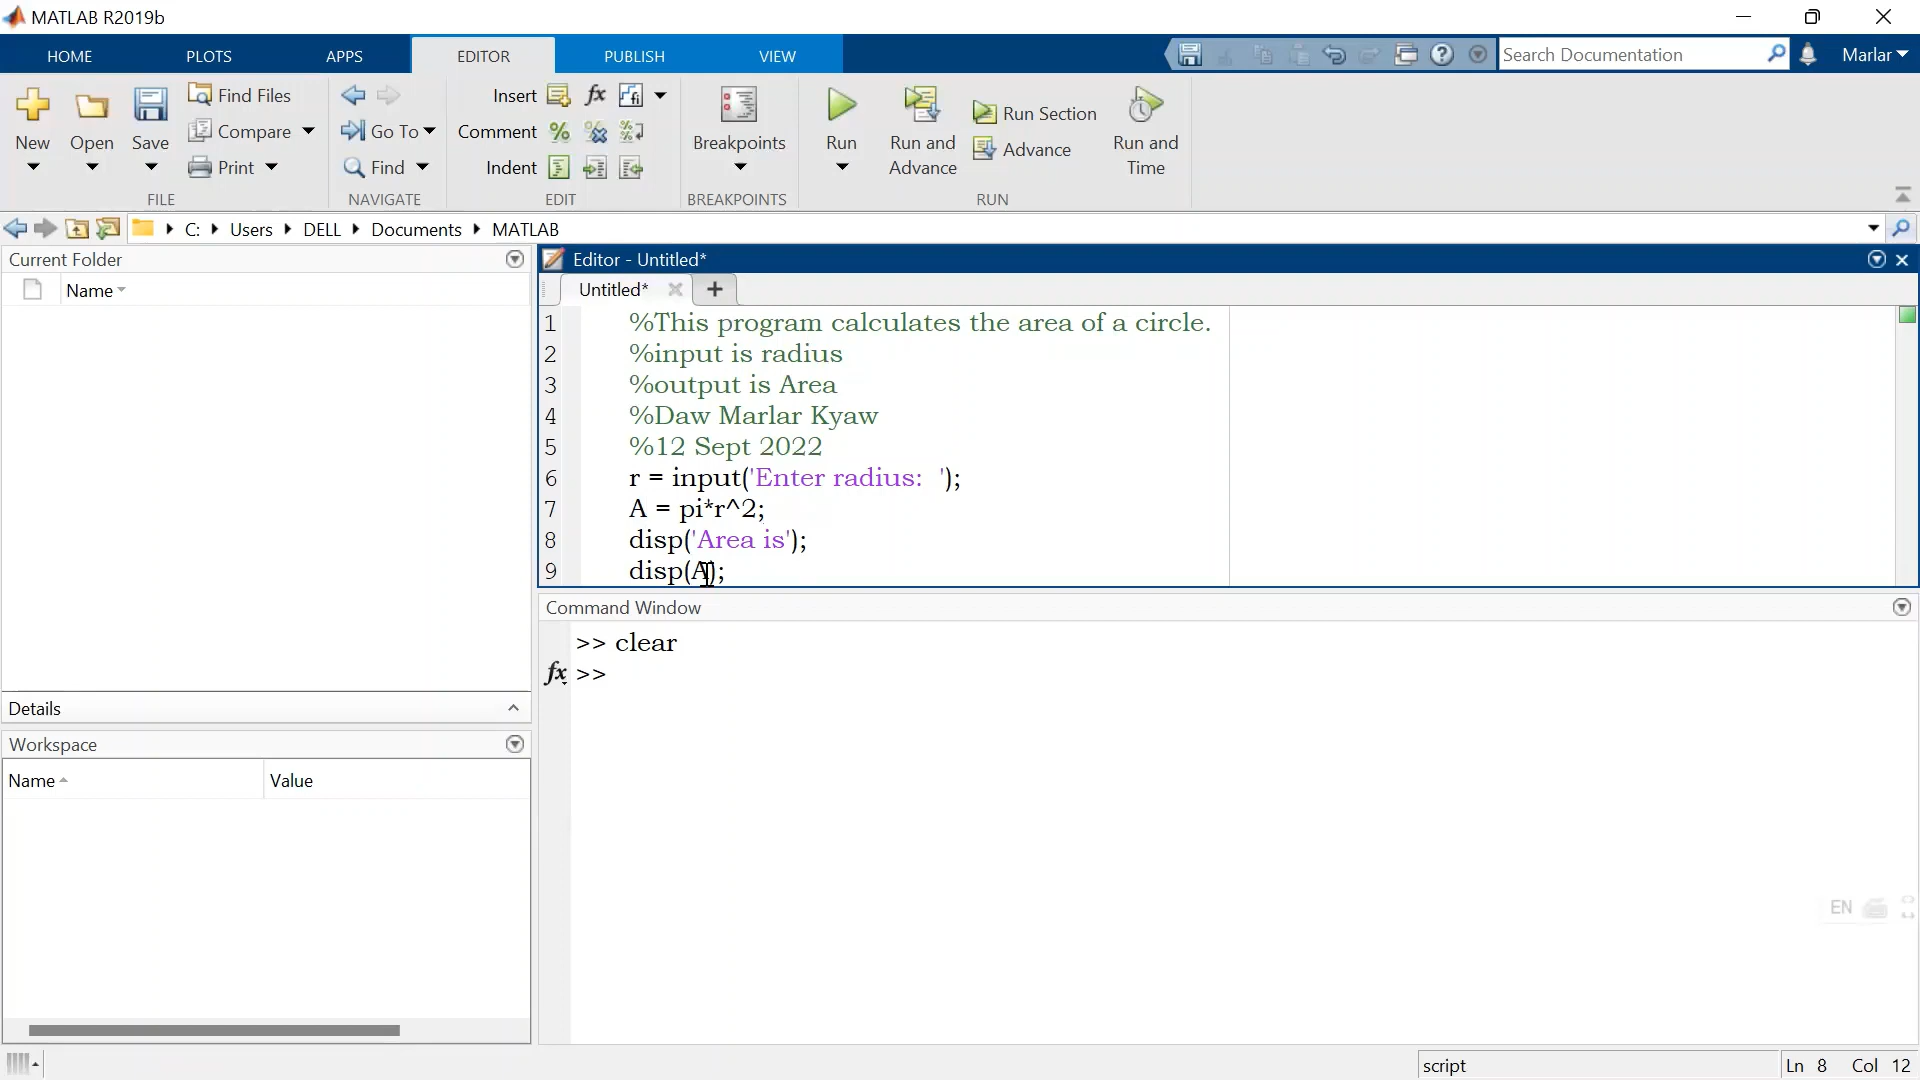 MATLAB R2019b
HOME PLOTS APPS EDITOR PUBLISH VIEW Search Documentation Marlar
New Open Save Find Files Compare Print
FILE
Go To Find
NAVIGATE
Insert fx
Comment
Indent
EDIT
Breakpoints
BREAKPOINTS
Run Run and Advance Run Section Advance Run and Time
RUN
C: Users DELL Documents MATLAB
Current Folder
Name
Details
Workspace
Name Value
Editor - Untitled*
Untitled* +
1 %This program calculates the area of a circle.
2 %input is radius
3 %output is Area
4 %Daw Marlar Kyaw
5 %12 Sept 2022
6 r = input('Enter radius:  ');
7 A = pi*r^2;
8 disp('Area is');
9 disp(A);
Command Window
>> clear
fx >>
EN
script Ln 8 Col 12